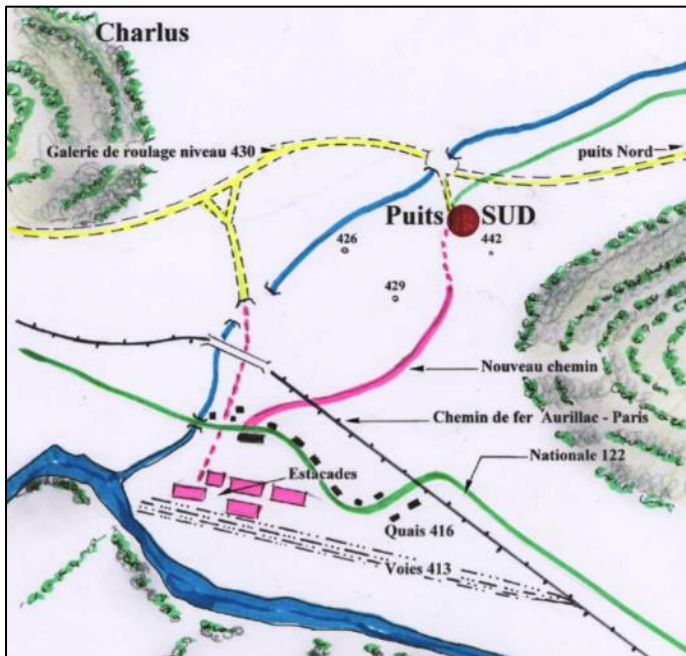 Charlus
Galerie de roulage niveau 430
puits Nord
Puits SUD
426
442
429
Nouveau chemin
Chemin de fer Aurillac - Paris
Nationale 122
Estacades
Quais 416
Voies 413